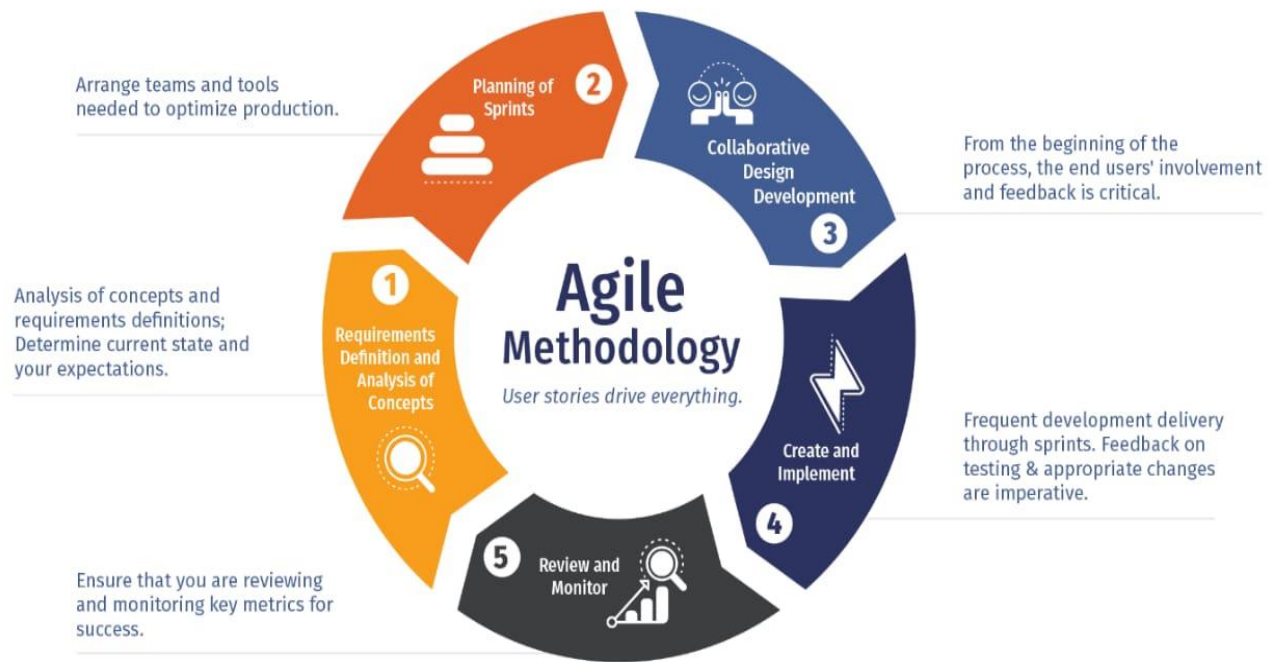 Arrange teams and tools
needed to optimize production.
2
Planning of
Sprints
Collaborative
Design
Development
3
From the beginning of the
process, the end users' involvement
and feedback is critical.
1
Requirements
Definition and
Analysis of
Concepts
Analysis of concepts and
requirements definitions;
Determine current state and
your expectations.
Agile
Methodology
User stories drive everything.
Create and
Implement
4
Frequent development delivery
through sprints. Feedback on
testing & appropriate changes
are imperative.
5
Review and
Monitor
Ensure that you are reviewing
and monitoring key metrics for
success.